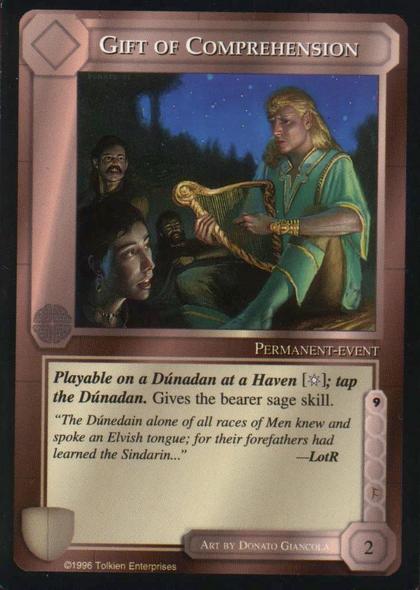 GIFT OF COMPREHENSION
PERMANENT-EVENT
Playable on a Dúnadan at a Haven [☼]; tap
the Dúnadan. Gives the bearer sage skill.
"The Dúnedain alone of all races of Men knew and
spoke an Elvish tongue; for their forefathers had
learned the Sindarin..." —LotR
9
F
ART BY DONATO GIANCOLA
2
©1996 Tolkien Enterprises